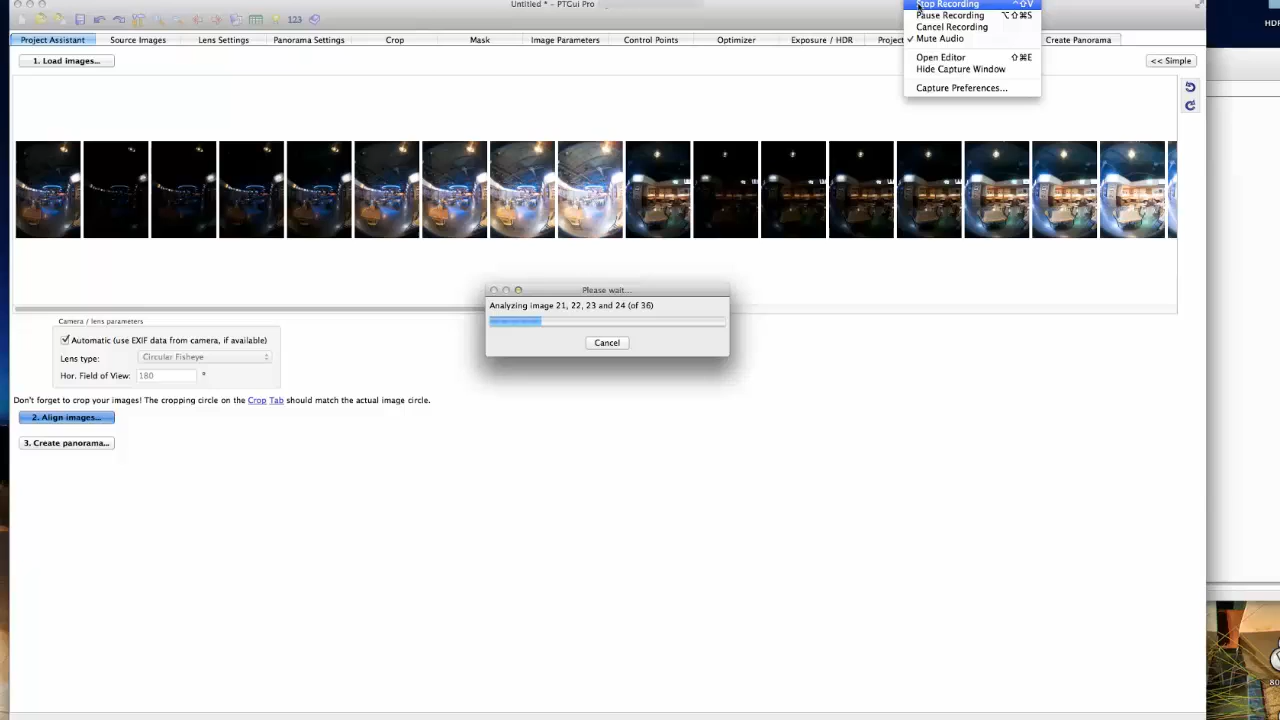 Untitled * - PTGui Pro
Stop Recording ⌃⇧V
Pause Recording ⌥⇧⌘S
Cancel Recording
✓ Mute Audio
Open Editor ⇧⌘E
Hide Capture Window
Capture Preferences...
123
Project Assistant Source Images Lens Settings Panorama Settings Crop Mask Image Parameters Control Points Optimizer Exposure / HDR Project Create Panorama
1. Load images...
<< Simple
Please wait...
Analyzing image 21, 22, 23 and 24 (of 36)
Cancel
Camera / lens parameters
Automatic (use EXIF data from camera, if available)
Lens type: Circular Fisheye
Hor. Field of View: 180 °
Don't forget to crop your images! The cropping circle on the Crop Tab should match the actual image circle.
2. Align images...
3. Create panorama...